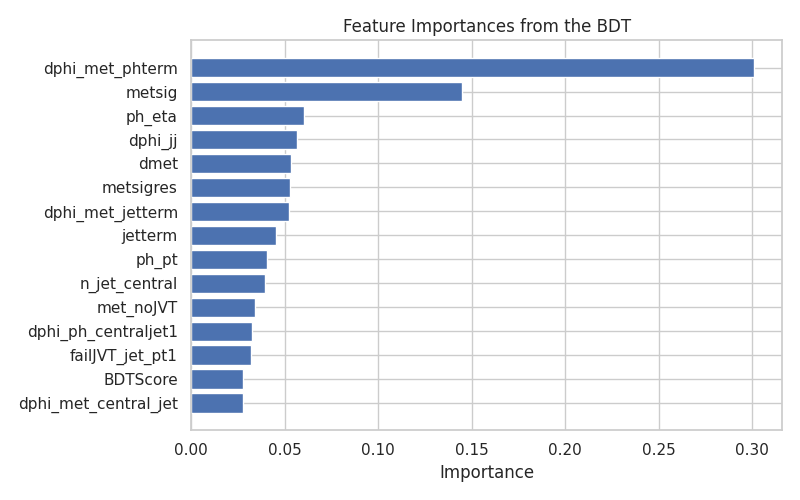 Feature Importances from the BDT
dphi_met_phterm
metsig
ph_eta
dphi_jj
dmet
metsigres
dphi_met_jetterm
jetterm
ph_pt
n_jet_central
met_noJVT
dphi_ph_centraljet1
failJVT_jet_pt1
BDTScore
dphi_met_central_jet
0.00 0.05 0.10 0.15 0.20 0.25 0.30
Importance